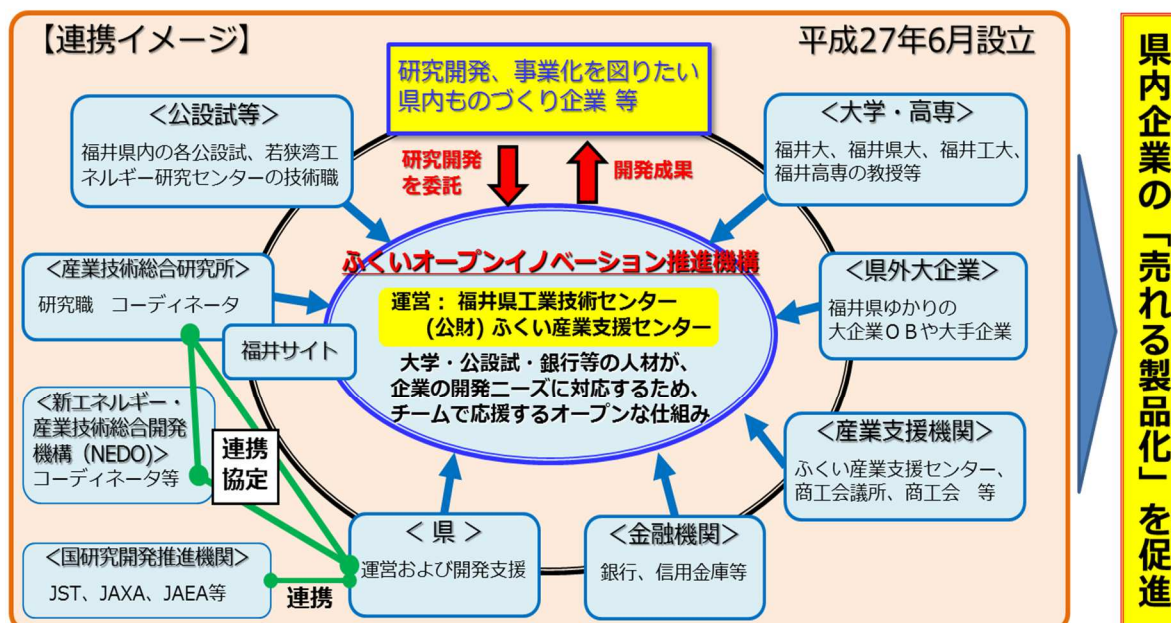 【連携イメージ】
平成27年6月設立
研究開発、事業化を図りたい
県内ものづくり企業 等
研究開発
を委託
開発成果
＜公設試等＞
福井県内の各公設試、若狭湾エ
ネルギー研究センターの技術職
＜大学・高専＞
福井大、福井県大、福井工大、
福井高専の教授等
＜産業技術総合研究所＞
研究職　コーディネータ
福井サイト
ふくいオープンイノベーション推進機構
運営： 福井県工業技術センター
(公財) ふくい産業支援センター
大学・公設試・銀行等の人材が、
企業の開発ニーズに対応するため、
チームで応援するオープンな仕組み
＜県外大企業＞
福井県ゆかりの
大企業ＯＢや大手企業
＜新エネルギー・
産業技術総合開発
機構（NEDO)＞
コーディネータ等
連携
協定
＜産業支援機関＞
ふくい産業支援センター、
商工会議所、商工会　等
＜国研究開発推進機関＞
JST、JAXA、JAEA等
連携
＜ 県 ＞
運営および開発支援
＜金融機関＞
銀行、信用金庫等
県内企業の「売れる製品化」を促進